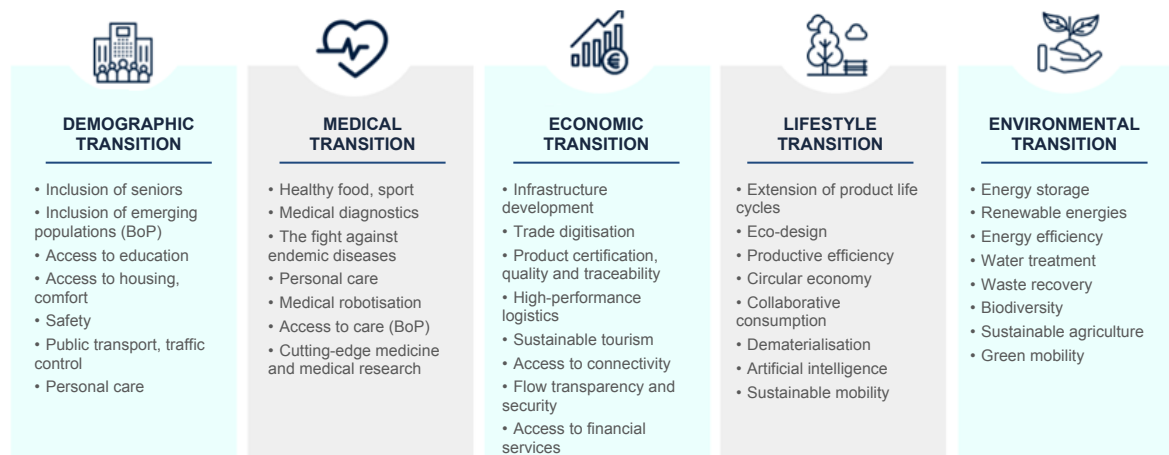 DEMOGRAPHIC
TRANSITION
• Inclusion of seniors
• Inclusion of emerging
populations (BoP)
• Access to education
• Access to housing,
comfort
• Safety
• Public transport, traffic
control
• Personal care
MEDICAL
TRANSITION
• Healthy food, sport
• Medical diagnostics
• The fight against
endemic diseases
• Personal care
• Medical robotisation
• Access to care (BoP)
• Cutting-edge medicine
and medical research
€
ECONOMIC
TRANSITION
• Infrastructure
development
• Trade digitisation
• Product certification,
quality and traceability
• High-performance
logistics
• Sustainable tourism
• Access to connectivity
• Flow transparency and
security
• Access to financial
services
LIFESTYLE
TRANSITION
• Extension of product life
cycles
• Eco-design
• Productive efficiency
• Circular economy
• Collaborative
consumption
• Dematerialisation
• Artificial intelligence
• Sustainable mobility
ENVIRONMENTAL
TRANSITION
• Energy storage
• Renewable energies
• Energy efficiency
• Water treatment
• Waste recovery
• Biodiversity
• Sustainable agriculture
• Green mobility